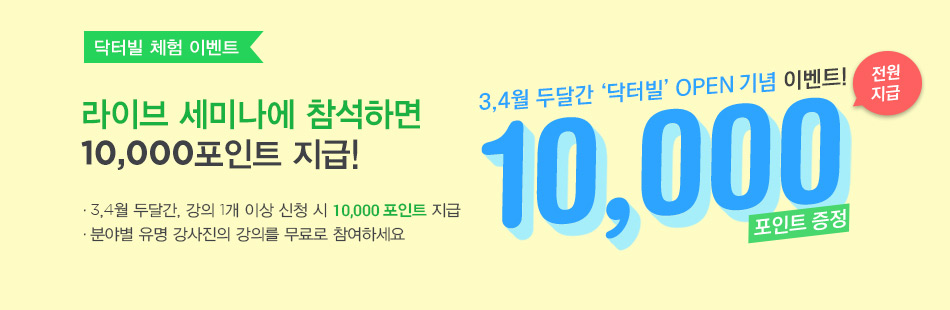 닥터빌 체험 이벤트
라이브 세미나에 참석하면
10,000포인트 지급!
· 3,4월 두달간, 강의 1개 이상 신청 시 10,000 포인트 지급
· 분야별 유명 강사진의 강의를 무료로 참여하세요
3,4월 두달간 ‘닥터빌’ OPEN 기념 이벤트!
전원
지급
10,000
포인트 증정